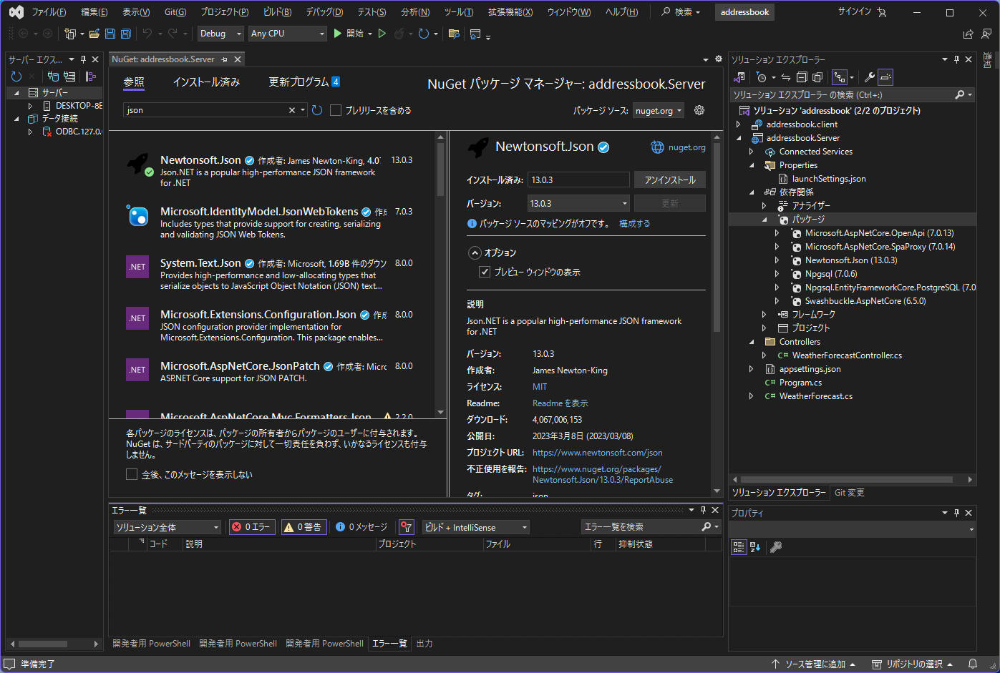 ファイル(F) 編集(E) 表示(V) Git(G) プロジェクト(P) ビルド(B) デバッグ(D) テスト(S) 分析(N) ツール(T) 拡張機能(X) ウィンドウ(W) ヘルプ(H) 検索 addressbook サインイン
Debug Any CPU 開始
サーバー エクス...
サーバー
DESKTOP-8E
データ接続
ODBC.127.0.
NuGet: addressbook.Server
参照 インストール済み 更新プログラム 4
NuGet パッケージ マネージャー: addressbook.Server
json プレリリースを含める パッケージ ソース: nuget.org
Newtonsoft.Json 作成者: James Newton-King, 4.07 13.0.3
Json.NET is a popular high-performance JSON framework
for .NET
Microsoft.IdentityModel.JsonWebTokens 作成 7.0.3
Includes types that provide support for creating, serializing
and validating JSON Web Tokens.
.NET
System.Text.Json 作成者: Microsoft, 1.69B 件のダウン 8.0.0
Provides high-performance and low-allocating types that
serialize objects to JavaScript Object Notation (JSON) text...
.NET
Microsoft.Extensions.Configuration.Json 作成 8.0.0
JSON configuration provider implementation for
Microsoft.Extensions.Configuration. This package enables...
.NET
Microsoft.AspNetCore.JsonPatch 作成者: Micrc 8.0.0
ASP.NET Core support for JSON PATCH.
Microsoft.AspNetCore.Mvc.Formatters.Json 2.2.0
各パッケージのライセンスは、パッケージの所有者からパッケージのユーザーに付与されます。
NuGet は、サードパーティのパッケージに対して一切責任を負わず、いかなるライセンスも付与
しません。
今後、このメッセージを表示しない
Newtonsoft.Json nuget.org
インストール済み: 13.0.3 アンインストール
バージョン: 13.0.3 更新
パッケージ ソースのマッピングがオフです。 構成する
オプション
プレビュー ウィンドウの表示
説明
Json.NET is a popular high-performance JSON framework
for .NET
バージョン: 13.0.3
作成者: James Newton-King
ライセンス: MIT
Readme: Readme を表示
ダウンロード: 4,067,006,153
公開日: 2023年3月8日 (2023/03/08)
プロジェクト URL: https://www.newtonsoft.com/json
不正使用を報告: https://www.nuget.org/packages/
Newtonsoft.Json/13.0.3/ReportAbuse
タグ: json
ソリューション エクスプローラー
ソリューション エクスプローラー の検索 (Ctrl+:)
ソリューション 'addressbook' (2/2 のプロジェクト)
addressbook.client
addressbook.Server
Connected Services
Properties
launchSettings.json
依存関係
アナライザー
パッケージ
Microsoft.AspNetCore.OpenApi (7.0.13)
Microsoft.AspNetCore.SpaProxy (7.0.14)
Newtonsoft.Json (13.0.3)
Npgsql (7.0.6)
Npgsql.EntityFrameworkCore.PostgreSQL (7.0.
Swashbuckle.AspNetCore (6.5.0)
フレームワーク
プロジェクト
Controllers
C# WeatherForecastController.cs
appsettings.json
C# Program.cs
C# WeatherForecast.cs
ソリューション エクスプローラー Git 変更
通知
プロパティ
エラー一覧
ソリューション全体 0 エラー 0 警告 0 メッセージ ビルド + IntelliSense エラー一覧を検索
コード 説明 プロジェクト ファイル 行 抑制状態
開発者用 PowerShell 開発者用 PowerShell 開発者用 PowerShell エラー一覧 出力
準備完了 ソース管理に追加 リポジトリの選択